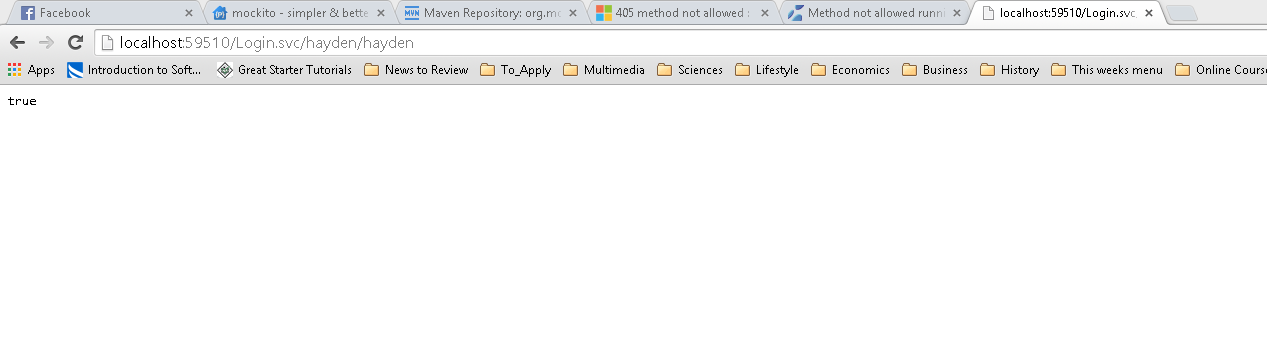 Facebook mockito - simpler & bette Maven Repository: org.mo 405 method not allowed Method not allowed runni localhost:59510/Login.svc
localhost:59510/Login.svc/hayden/hayden
Apps Introduction to Soft... Great Starter Tutorials News to Review To_Apply Multimedia Sciences Lifestyle Economics Business History This weeks menu Online Cours
true